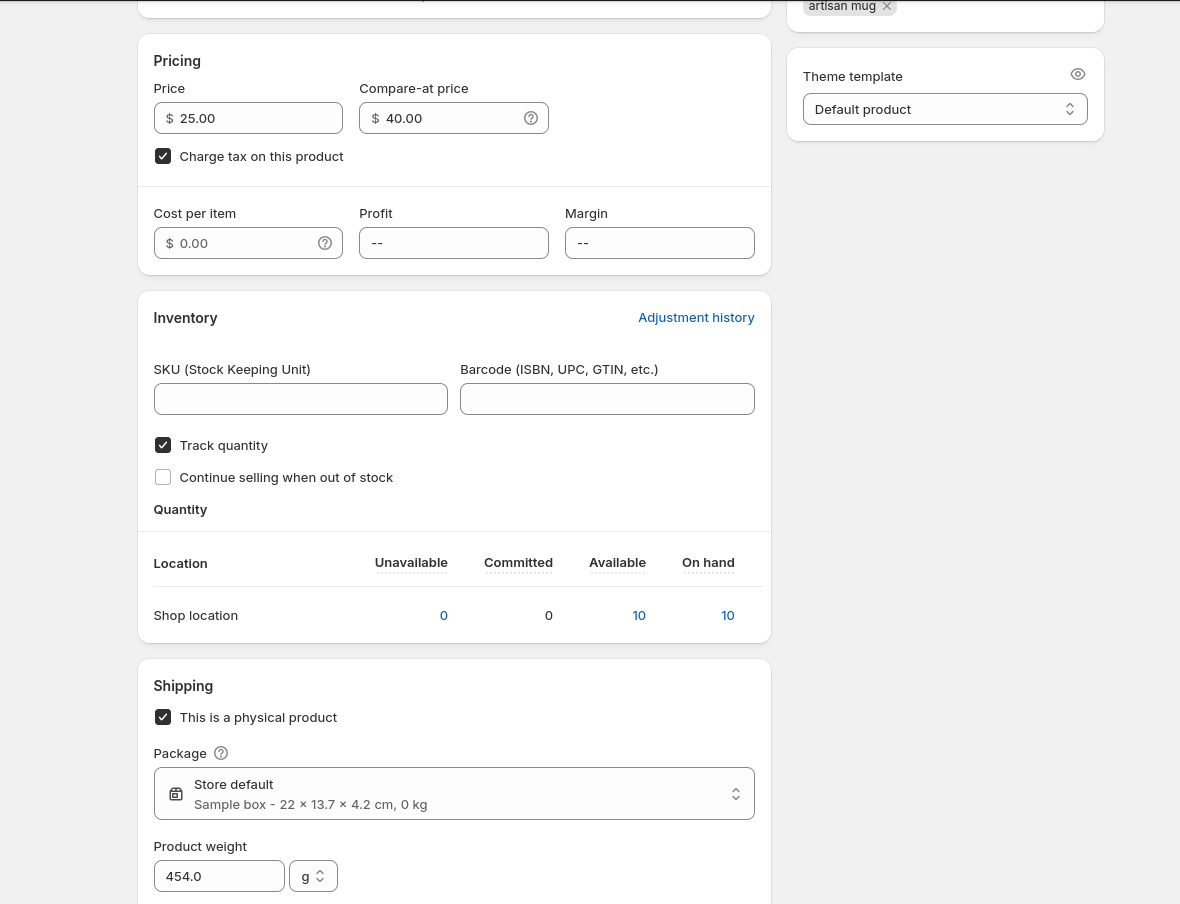 artisan mug
Pricing
Price
Compare-at price
$ 25.00
$ 40.00
Charge tax on this product
Cost per item
Profit
Margin
$ 0.00
--
--
Theme template
Default product
Inventory
Adjustment history
SKU (Stock Keeping Unit)
Barcode (ISBN, UPC, GTIN, etc.)
Track quantity
Continue selling when out of stock
Quantity
Location Unavailable Committed Available On hand
Shop location 0 0 10 10
Shipping
This is a physical product
Package
Store default
Sample box - 22 × 13.7 × 4.2 cm, 0 kg
Product weight
454.0 g